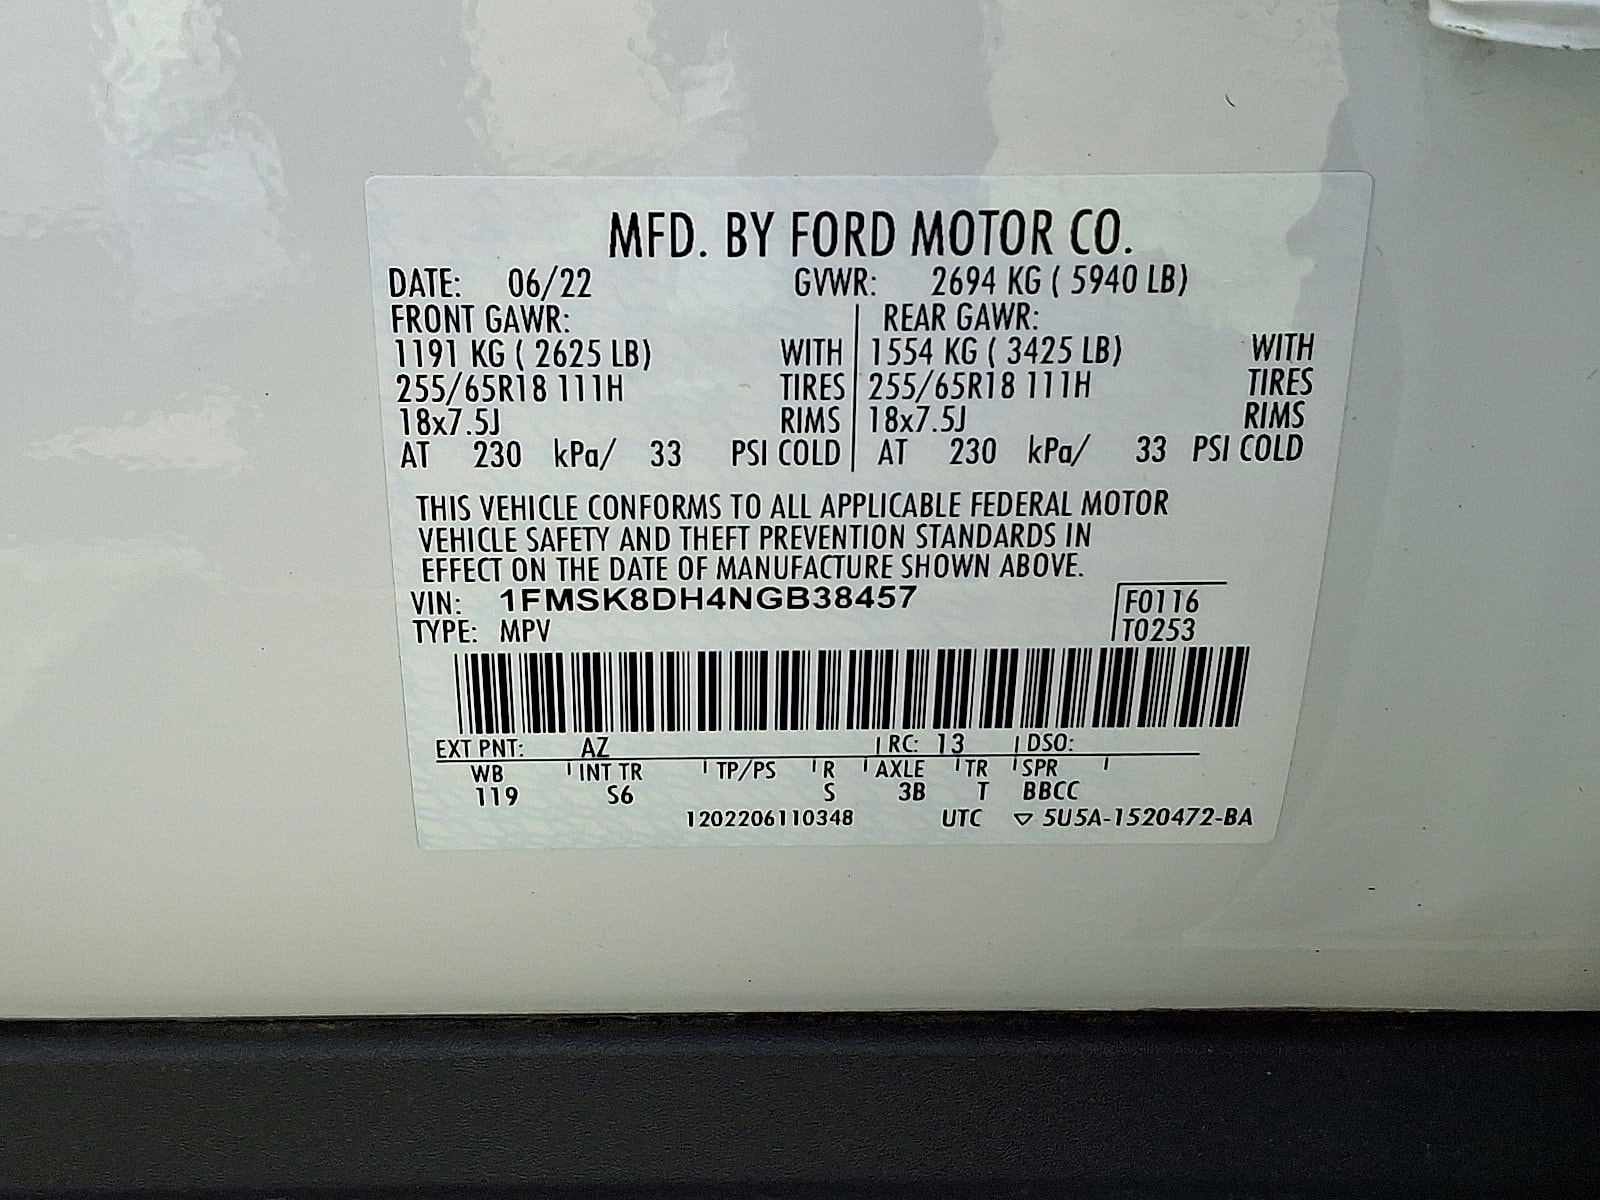 MFD. BY FORD MOTOR CO.
DATE: 06/22 GVWR: 2694 KG ( 5940 LB)
FRONT GAWR: REAR GAWR:
1191 KG ( 2625 LB) WITH 1554 KG ( 3425 LB) WITH
255/65R18 111H TIRES 255/65R18 111H TIRES
18x7.5J RIMS 18x7.5J RIMS
AT 230 kPa/ 33 PSI COLD AT 230 kPa/ 33 PSI COLD
THIS VEHICLE CONFORMS TO ALL APPLICABLE FEDERAL MOTOR
VEHICLE SAFETY AND THEFT PREVENTION STANDARDS IN
EFFECT ON THE DATE OF MANUFACTURE SHOWN ABOVE.
VIN: 1FMSK8DH4NGB38457 F0116
TYPE: MPV T0253
EXT PNT: AZ RC: 13 DSO:
WB INT TR TP/PS R AXLE TR SPR
119 S6 S 3B T BBCC
1202206110348 UTC ▽ 5U5A-1520472-BA